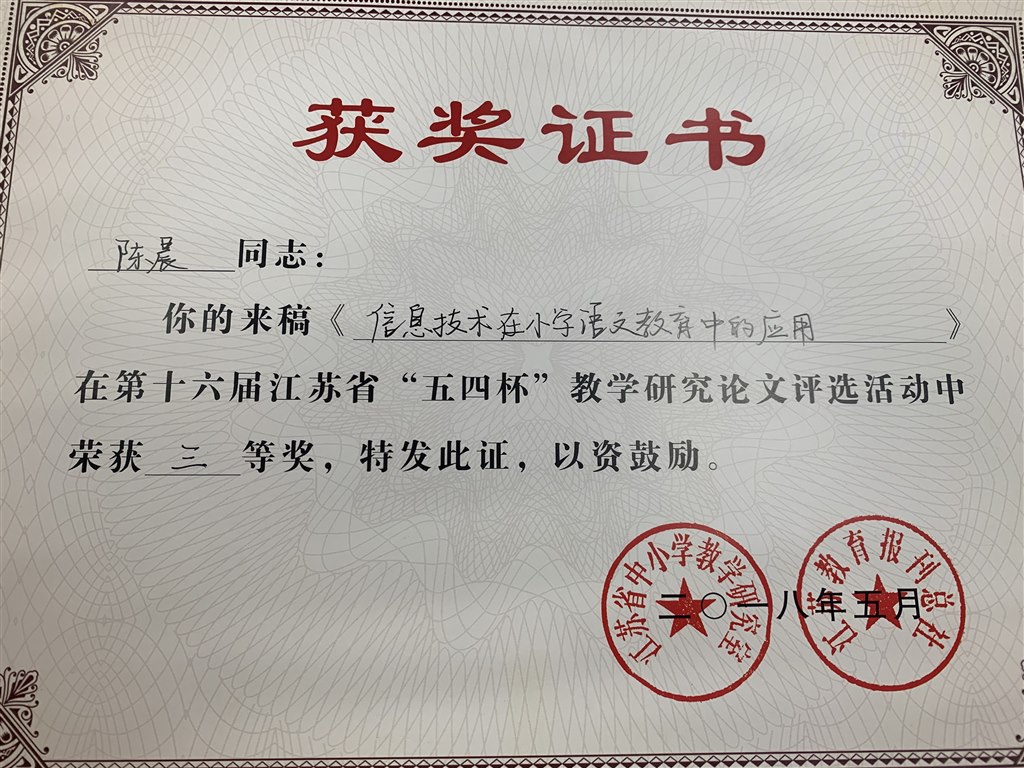 获奖证书
陈晨同志：
你的来稿《信息技术在小学语文教育中的应用》
在第十六届江苏省“五四杯”教学研究论文评选活动中
荣获三等奖，特发此证，以资鼓励。
江苏省中小学教学研究室
江苏教育报刊总社
二〇一八年五月